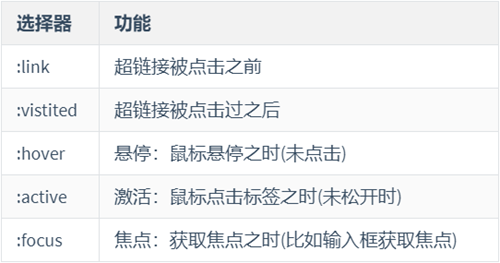 选择器 功能
:link 超链接被点击之前
:vistited 超链接被点击过之后
:hover 悬停：鼠标悬停之时(未点击)
:active 激活：鼠标点击标签之时(未松开时)
:focus 焦点：获取焦点之时(比如输入框获取焦点)